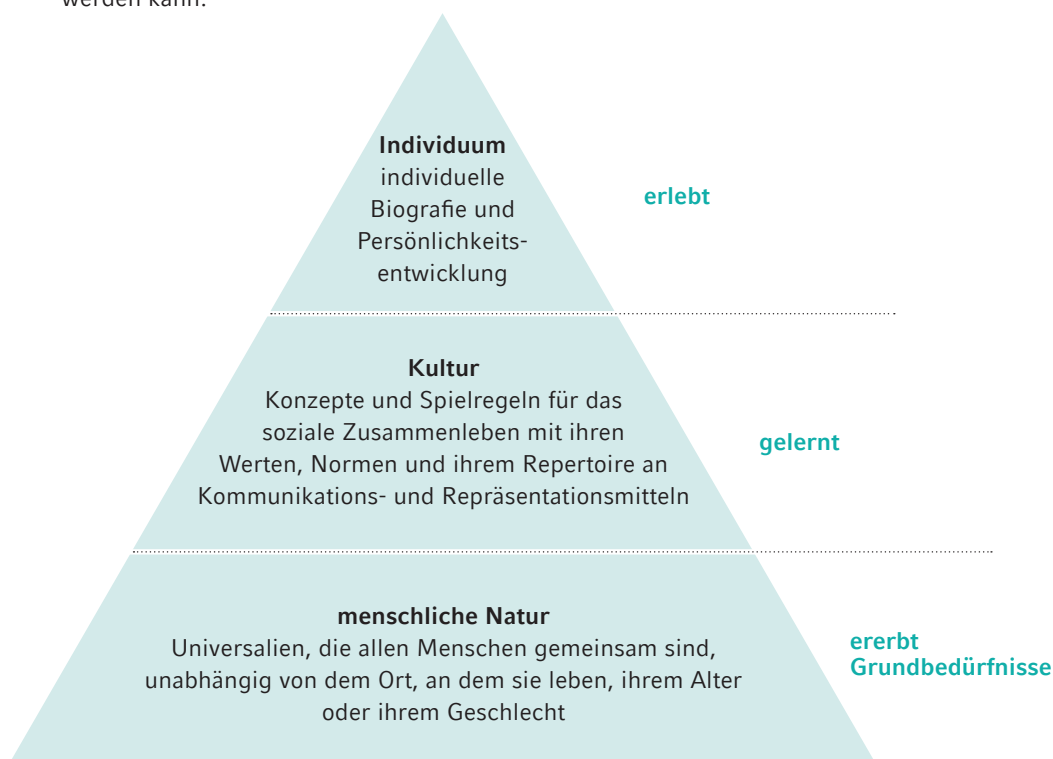 werden kann.
Individuum
individuelle
Biografie und
Persönlichkeits-
entwicklung
erlebt
Kultur
Konzepte und Spielregeln für das
soziale Zusammenleben mit ihren
Werten, Normen und ihrem Repertoire an
Kommunikations- und Repräsentationsmitteln
gelernt
menschliche Natur
Universalien, die allen Menschen gemeinsam sind,
unabhängig von dem Ort, an dem sie leben, ihrem Alter
oder ihrem Geschlecht
ererbt
Grundbedürfnisse